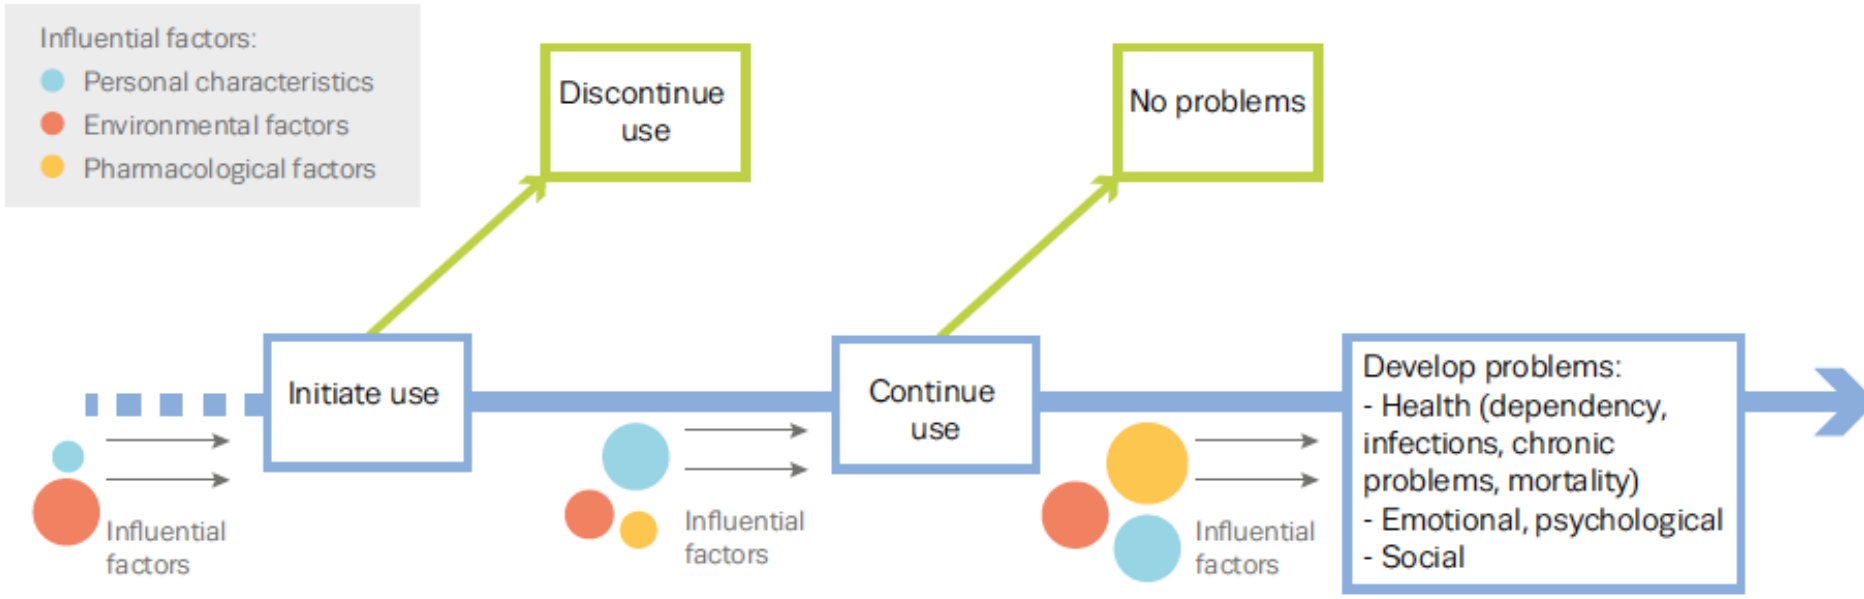 Influential factors:
Personal characteristics
Environmental factors
Pharmacological factors
Discontinue
use
No problems
Initiate use
Continue
use
Develop problems:
- Health (dependency,
infections, chronic
problems, mortality)
- Emotional, psychological
- Social
Influential
factors
Influential
factors
Influential
factors